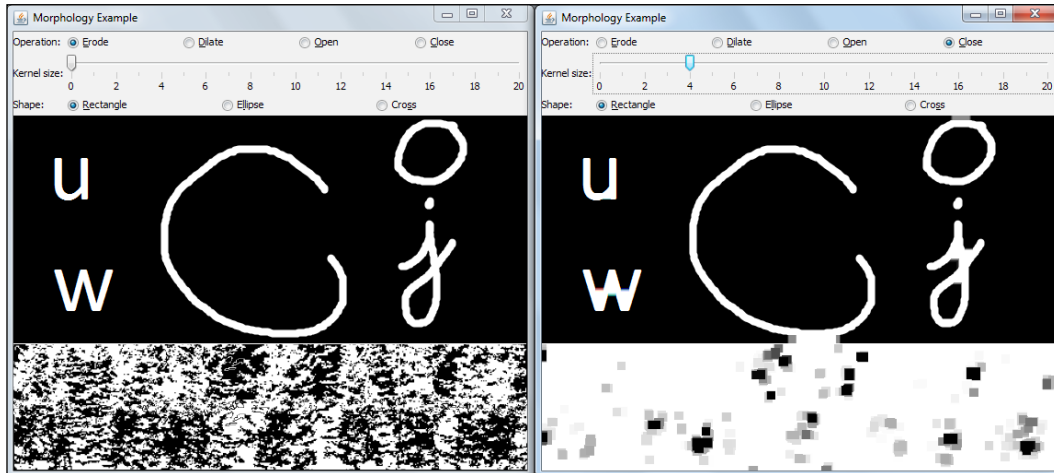 Morphology Example
Operation: Erode Dilate Open Close
Kernel size:
0 2 4 6 8 10 12 14 16 18 20
Shape: Rectangle Ellipse Cross
u
w
Morphology Example
Operation: Erode Dilate Open Close
Kernel size:
0 2 4 6 8 10 12 14 16 18 20
Shape: Rectangle Ellipse Cross
u
w